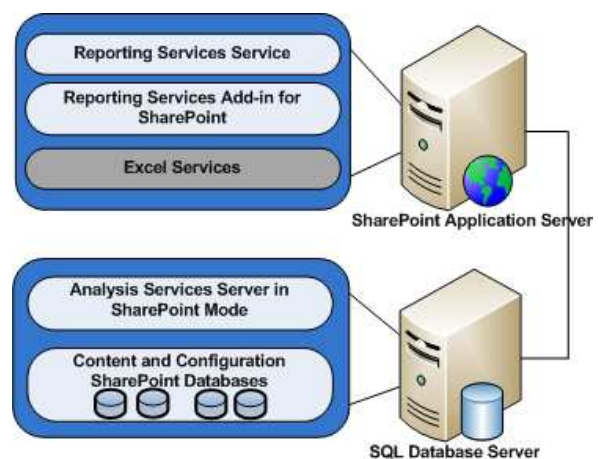 Reporting Services Service
Reporting Services Add-in for
SharePoint
Excel Services
SharePoint Application Server
Analysis Services Server in
SharePoint Mode
Content and Configuration
SharePoint Databases
SQL Database Server